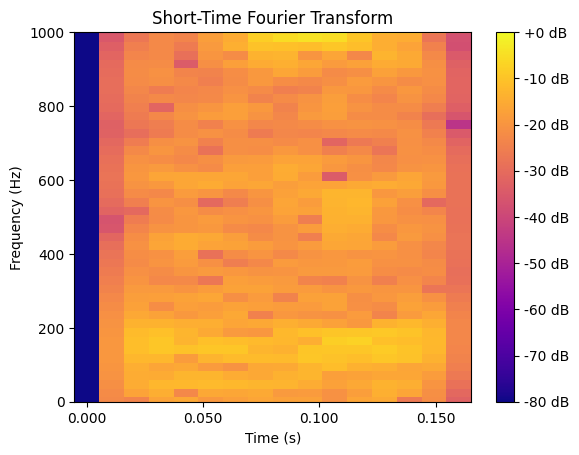 Short-Time Fourier Transform
1000
800
600
400
200
0
Frequency (Hz)
0.000
0.050
0.100
0.150
Time (s)
+0 dB
-10 dB
-20 dB
-30 dB
-40 dB
-50 dB
-60 dB
-70 dB
-80 dB